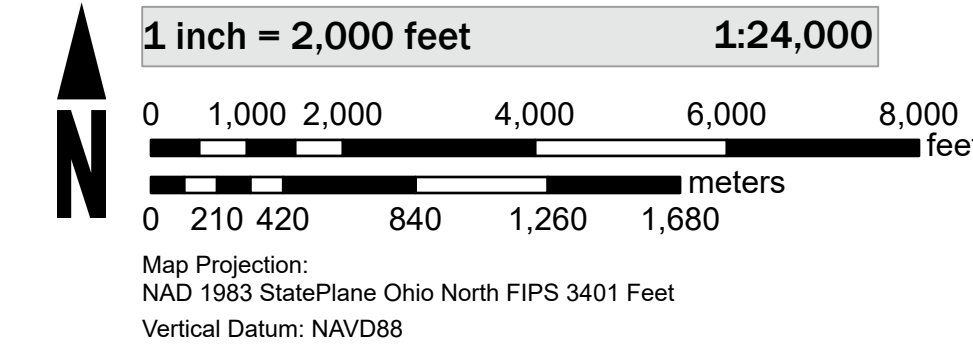 1 inch = 2,000 feet 1:24,000
0 1,000 2,000 4,000 6,000 8,000
feet
meters
0 210 420 840 1,260 1,680
N
Map Projection:
NAD 1983 StatePlane Ohio North FIPS 3401 Feet
Vertical Datum: NAVD88